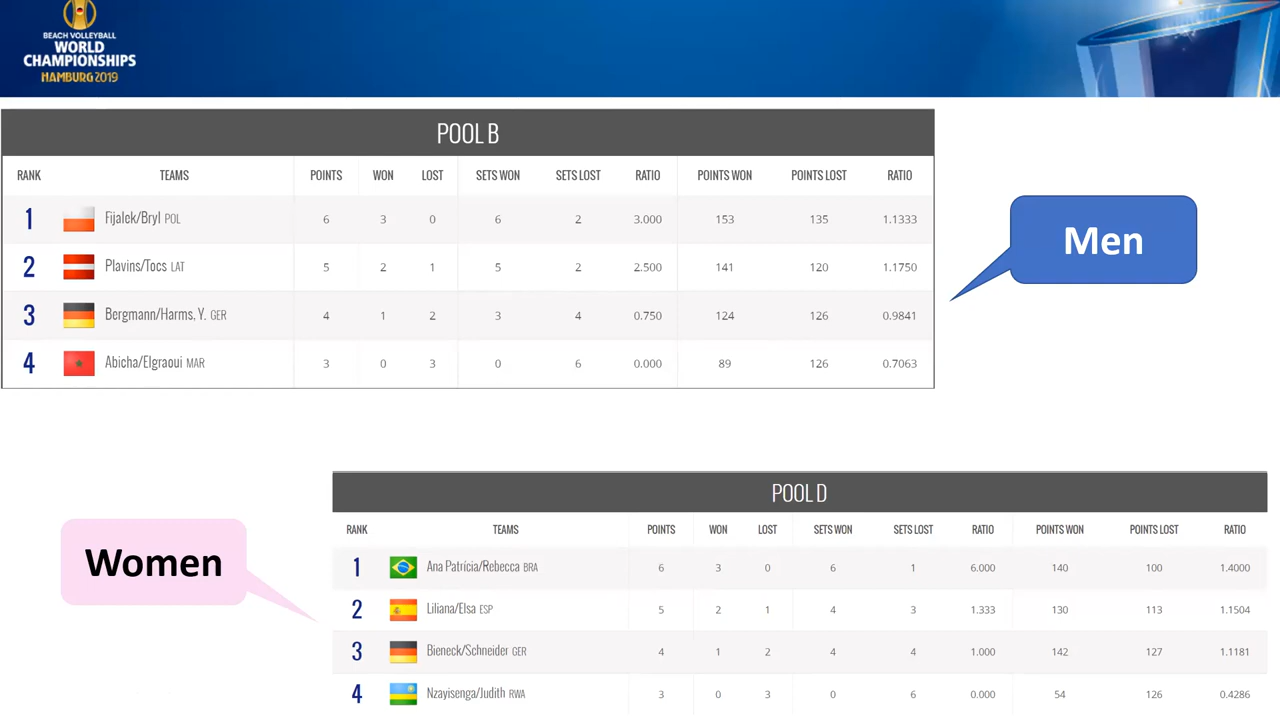 BEACH VOLLEYBALL
WORLD
CHAMPIONSHIPS
HAMBURG 2019
POOL B
RANK TEAMS POINTS WON LOST SETS WON SETS LOST RATIO POINTS WON POINTS LOST RATIO
1 Fijalek/Bryl POL 6 3 0 6 2 3.000 153 135 1.1333
2 Plavins/Tocs LAT 5 2 1 5 2 2.500 141 120 1.1750
3 Bergmann/Harms, Y. GER 4 1 2 3 4 0.750 124 126 0.9841
4 Abicha/Elgraoui MAR 3 0 3 0 6 0.000 89 126 0.7063
Men
POOL D
RANK TEAMS POINTS WON LOST SETS WON SETS LOST RATIO POINTS WON POINTS LOST RATIO
1 Ana Patrícia/Rebecca BRA 6 3 0 6 1 6.000 140 100 1.4000
2 Liliana/Elsa ESP 5 2 1 4 3 1.333 130 113 1.1504
3 Bieneck/Schneider GER 4 1 2 4 4 1.000 142 127 1.1181
4 Nzayisenga/Judith RWA 3 0 3 0 6 0.000 54 126 0.4286
Women